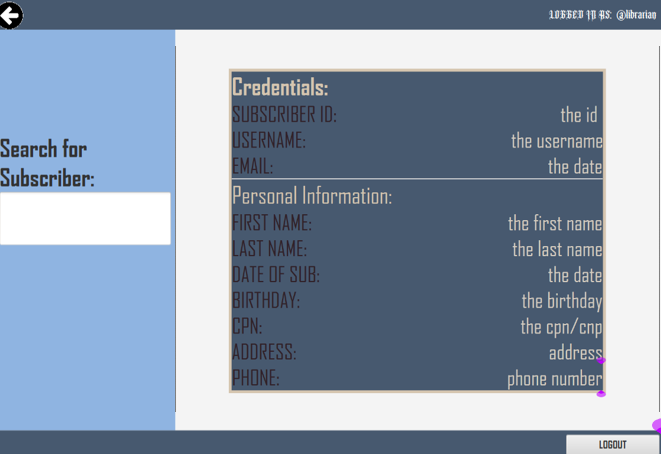 LOGGED IN AS: @librarian
Search for
Subscriber:
Credentials:
SUBSCRIBER ID: the id
USERNAME: the username
EMAIL: the date
Personal Information:
FIRST NAME: the first name
LAST NAME: the last name
DATE OF SUB: the date
BIRTHDAY: the birthday
CPN: the cpn/cnp
ADDRESS: address
PHONE: phone number
LOGOUT